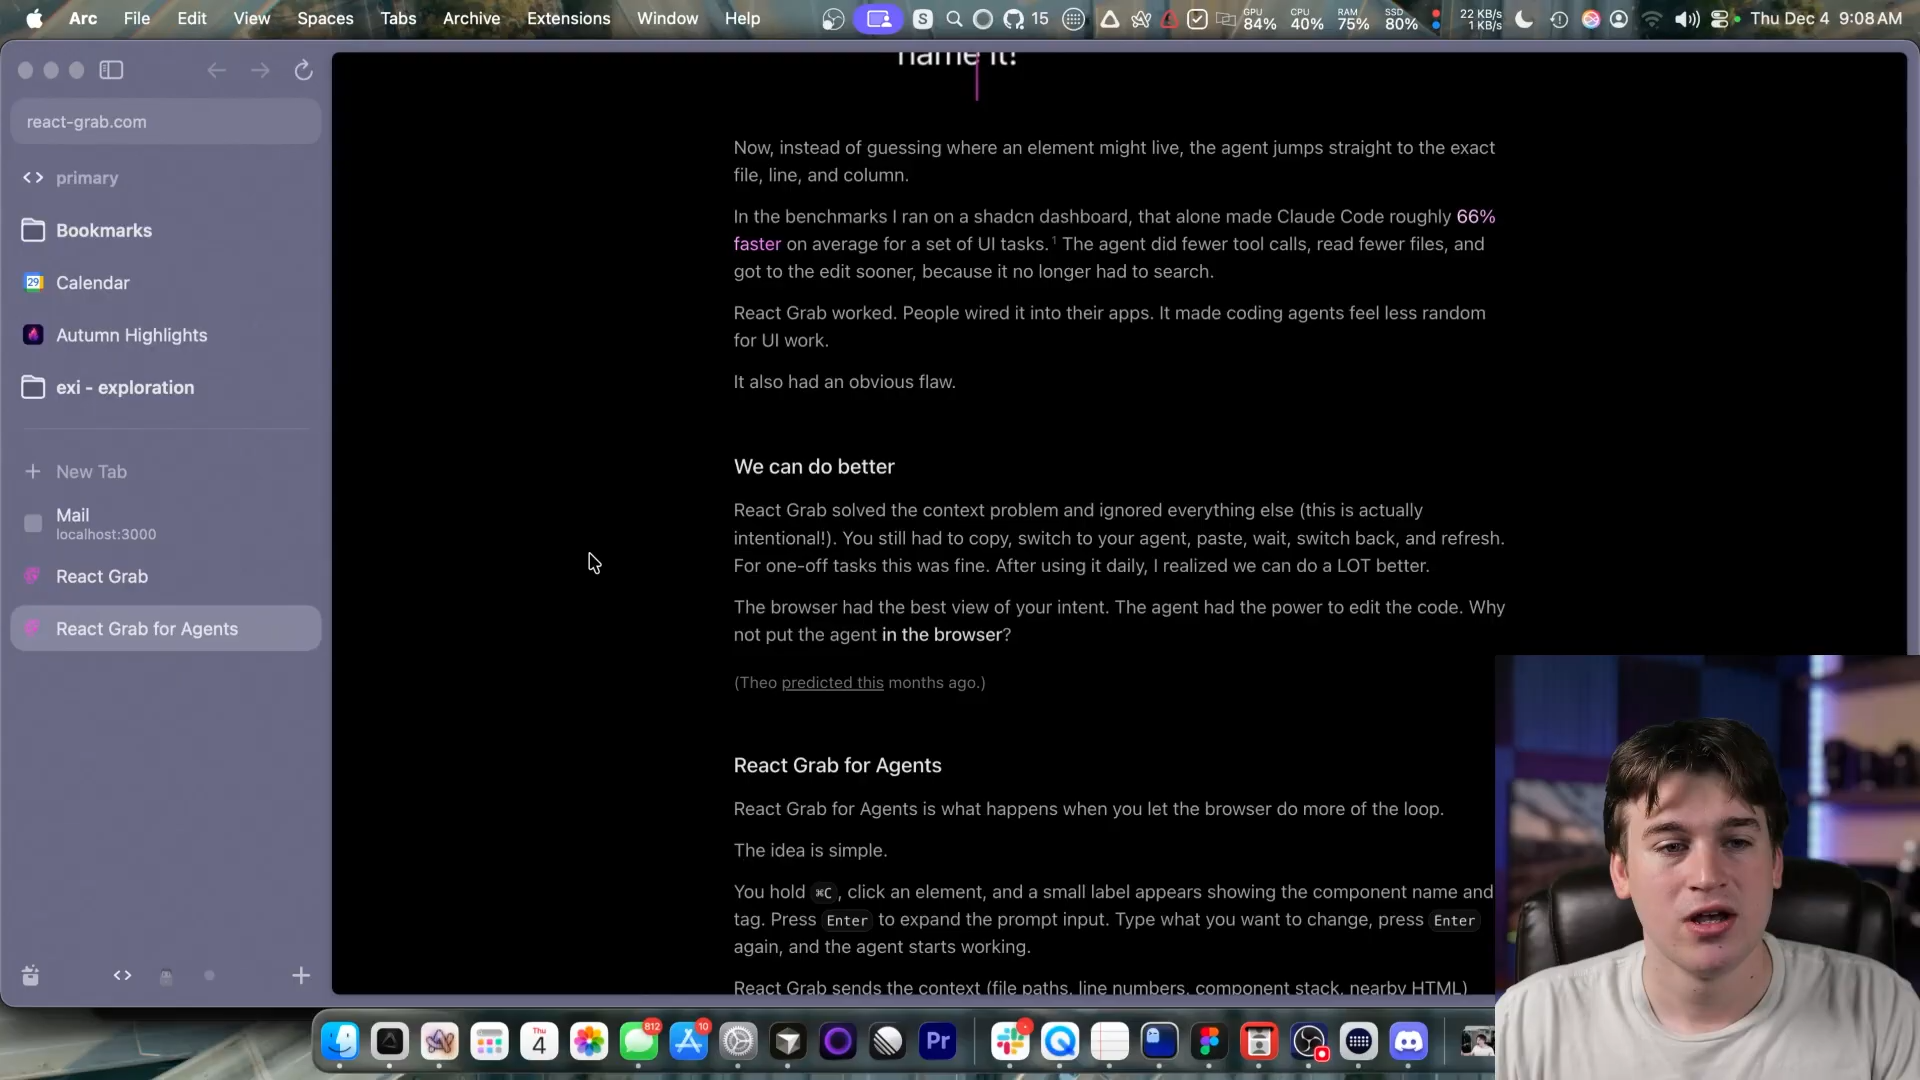 Arc File Edit View Spaces Tabs Archive Extensions Window Help
15
GPU 84% CPU 40% RAM 75% SSD 80% 22 KB/s 1 KB/s
Thu Dec 4 9:08 AM
react-grab.com
primary
Bookmarks
29 Calendar
Autumn Highlights
exi - exploration
New Tab
Mail
localhost:3000
React Grab
React Grab for Agents
name it!
Now, instead of guessing where an element might live, the agent jumps straight to the exact
file, line, and column.
In the benchmarks I ran on a shadcn dashboard, that alone made Claude Code roughly 66%
faster on average for a set of UI tasks.¹ The agent did fewer tool calls, read fewer files, and
got to the edit sooner, because it no longer had to search.
React Grab worked. People wired it into their apps. It made coding agents feel less random
for UI work.
It also had an obvious flaw.
We can do better
React Grab solved the context problem and ignored everything else (this is actually
intentional!). You still had to copy, switch to your agent, paste, wait, switch back, and refresh.
For one-off tasks this was fine. After using it daily, I realized we can do a LOT better.
The browser had the best view of your intent. The agent had the power to edit the code. Why
not put the agent in the browser?
(Theo predicted this months ago.)
React Grab for Agents
React Grab for Agents is what happens when you let the browser do more of the loop.
The idea is simple.
You hold ⌘C, click an element, and a small label appears showing the component name and
tag. Press Enter to expand the prompt input. Type what you want to change, press Enter
again, and the agent starts working.
React Grab sends the context (file paths, line numbers, component stack, nearby HTML)
Thu
4
812
10
Pr